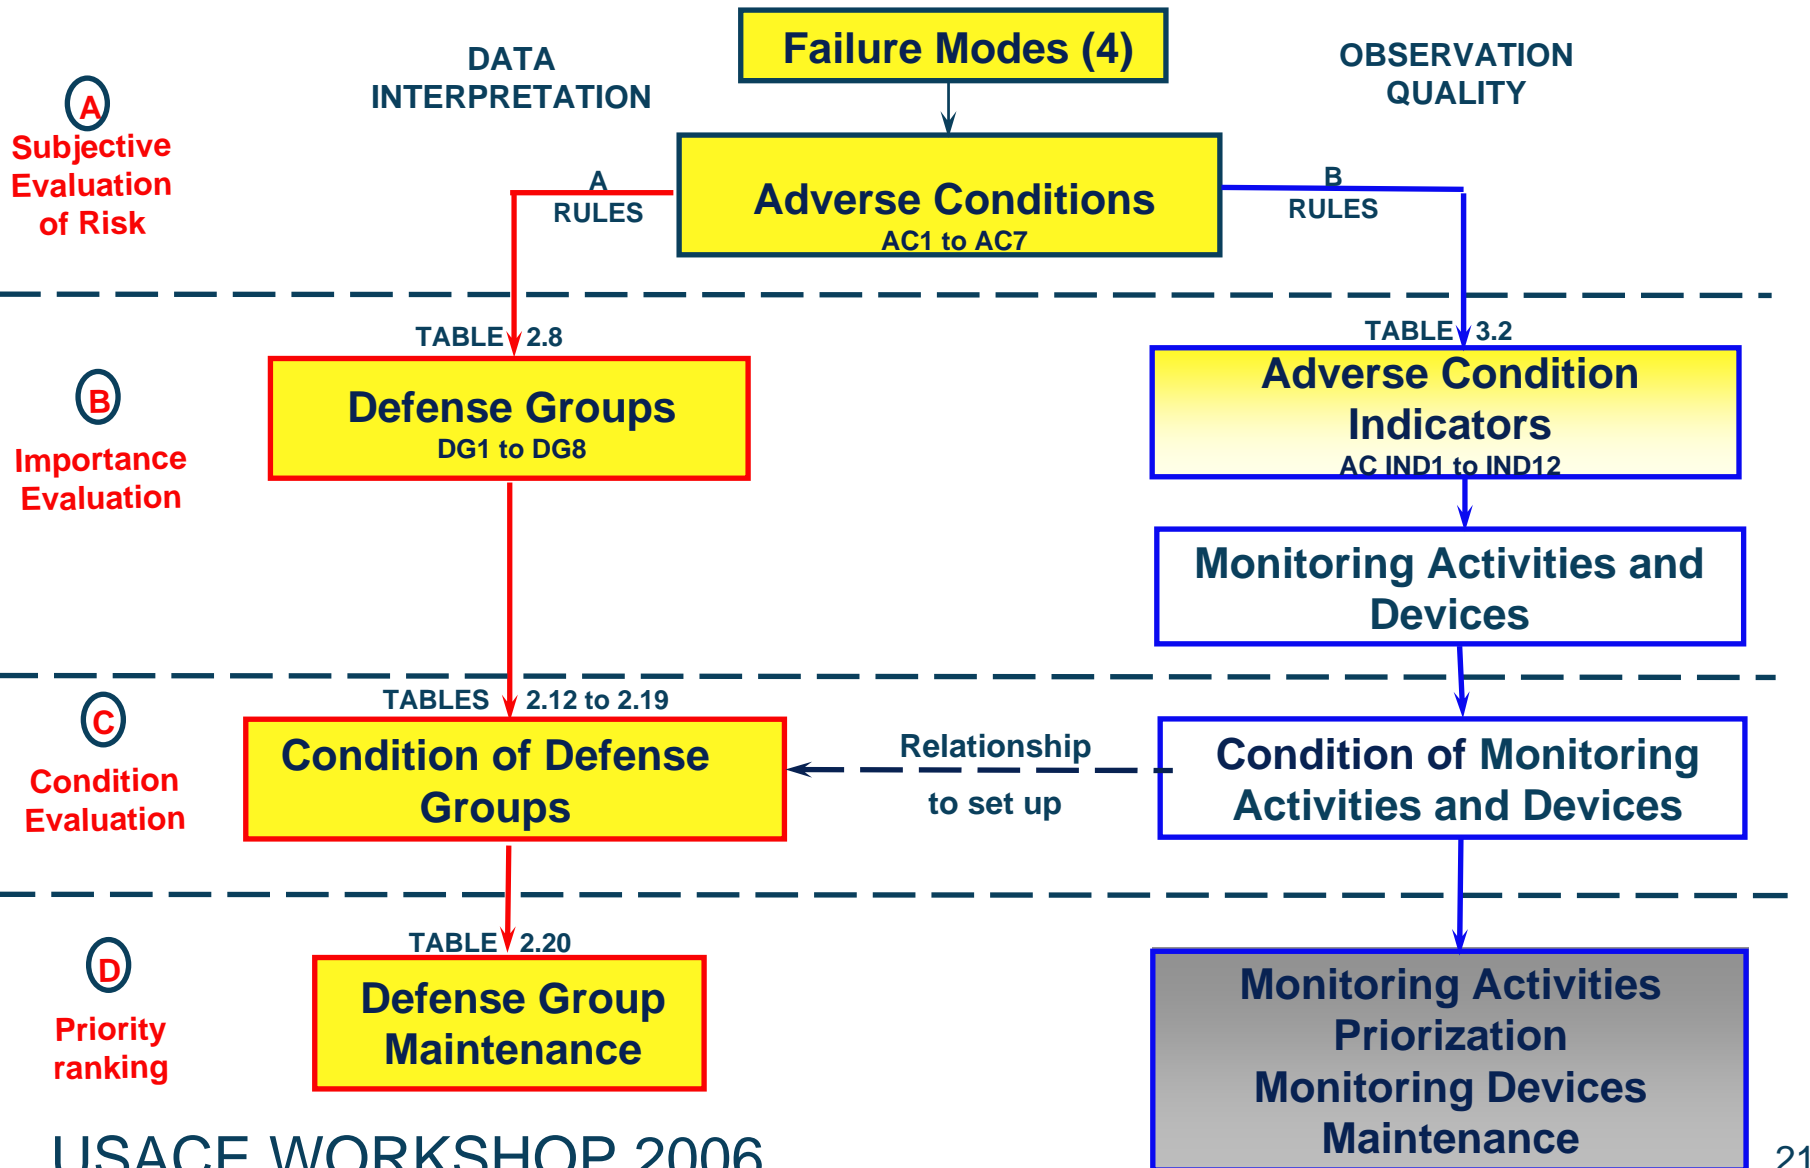 Failure Modes (4)
DATA
INTERPRETATION
OBSERVATION
QUALITY
A
Subjective
Evaluation
of Risk
A
RULES
Adverse Conditions
AC1 to AC7
B
RULES
TABLE 2.8
TABLE 3.2
B
Importance
Evaluation
Defense Groups
DG1 to DG8
Adverse Condition
Indicators
AC IND1 to IND12
Monitoring Activities and
Devices
TABLES 2.12 to 2.19
C
Condition
Evaluation
Condition of Defense
Groups
Relationship
to set up
Condition of Monitoring
Activities and Devices
TABLE 2.20
D
Priority
ranking
Defense Group
Maintenance
Monitoring Activities
Priorization
Monitoring Devices
Maintenance
USACE WORKSHOP 2006
21